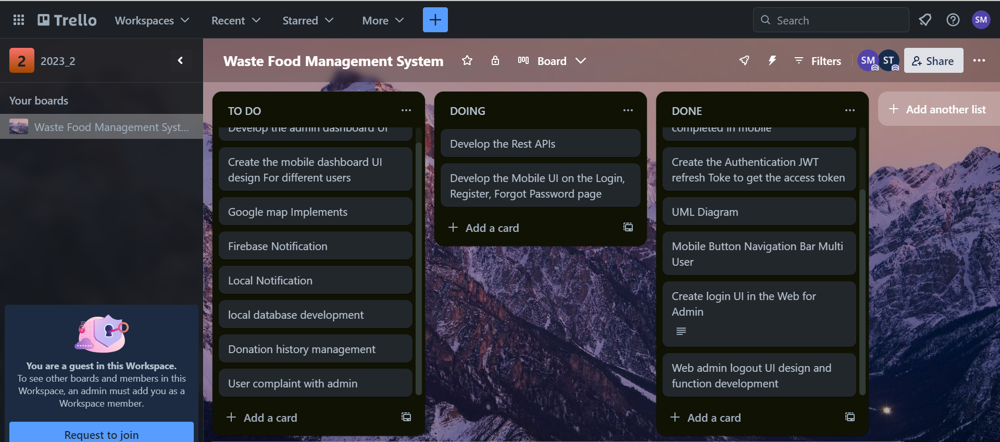 Trello
Workspaces
Recent
Starred
More
Search
SM
2
2023_2
Waste Food Management System
Board
Filters
SM
ST
Share
Your boards
Waste Food Management Syst...
You are a guest in this Workspace.
To see other boards and members in this
Workspace, an admin must add you as a
Workspace member.
Request to join
TO DO
Develop the admin dashboard UI
Create the mobile dashboard UI
design For different users
Google map Implements
Firebase Notification
Local Notification
local database development
Donation history management
User complaint with admin
Add a card
DOING
Develop the Rest APIs
Develop the Mobile UI on the Login,
Register, Forgot Password page
Add a card
DONE
completed in mobile
Create the Authentication JWT
refresh Toke to get the access token
UML Diagram
Mobile Button Navigation Bar Multi
User
Create login UI in the Web for
Admin
Web admin logout UI design and
function development
Add a card
Add another list